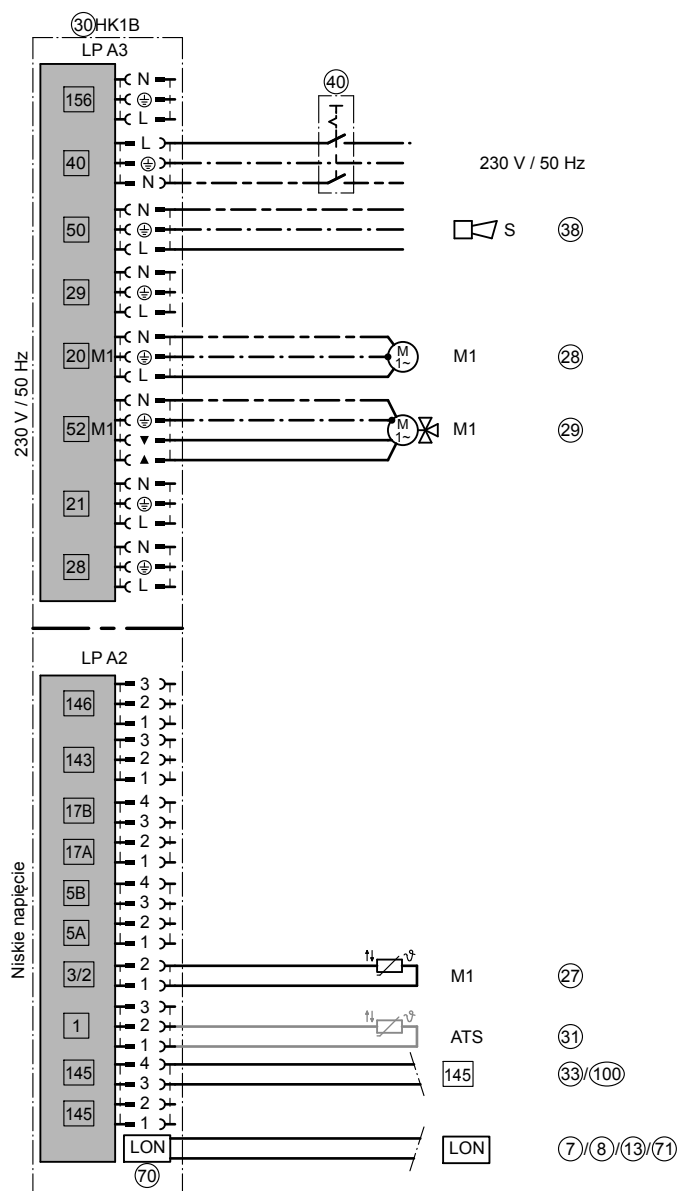 30 HK1B
LP A3
156 N
L
40
40 L 230 V / 50 Hz
N
50 N
S 38
L
29 N
L
20 M1 N
M 1~ M1 28
L
52 M1 N
M 1~ M1 29
▼
▲
21 N
L
28 N
L
230 V / 50 Hz
LP A2
146 3
2
1
143 3
2
1
17B 4
3
17A 2
1
5B 4
3
5A 2
1
3/2 2 ϑ
1 M1 27
1 3
2 ϑ
1 ATS 31
145 4
3 145 33/100
145 2
1
LON LON 7/8/13/71
70
Niskie napięcie